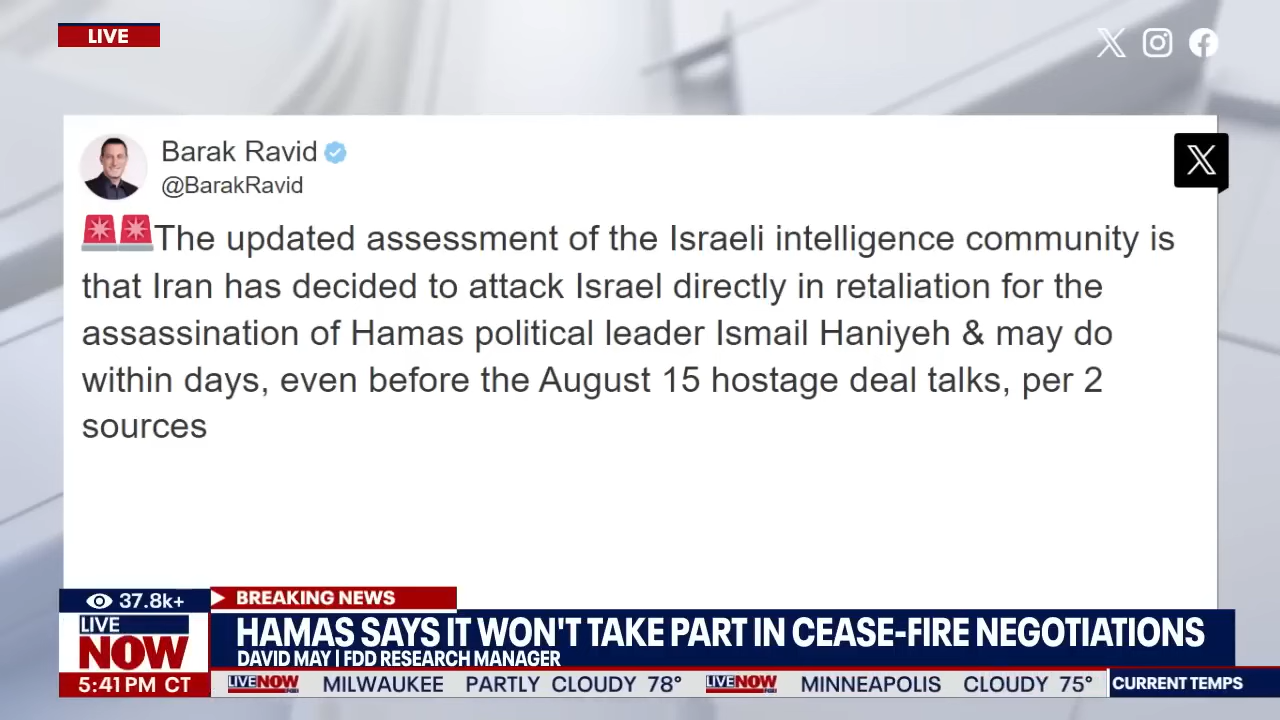 LIVE
Barak Ravid
@BarakRavid
🚨🚨The updated assessment of the Israeli intelligence community is
that Iran has decided to attack Israel directly in retaliation for the
assassination of Hamas political leader Ismail Haniyeh & may do
within days, even before the August 15 hostage deal talks, per 2
sources
37.8k+
BREAKING NEWS
LIVE
NOW
HAMAS SAYS IT WON'T TAKE PART IN CEASE-FIRE NEGOTIATIONS
DAVID MAY | FDD RESEARCH MANAGER
5:41 PM CT
LIVENOW MILWAUKEE PARTLY CLOUDY 78° LIVENOW MINNEAPOLIS CLOUDY 75° CURRENT TEMPS